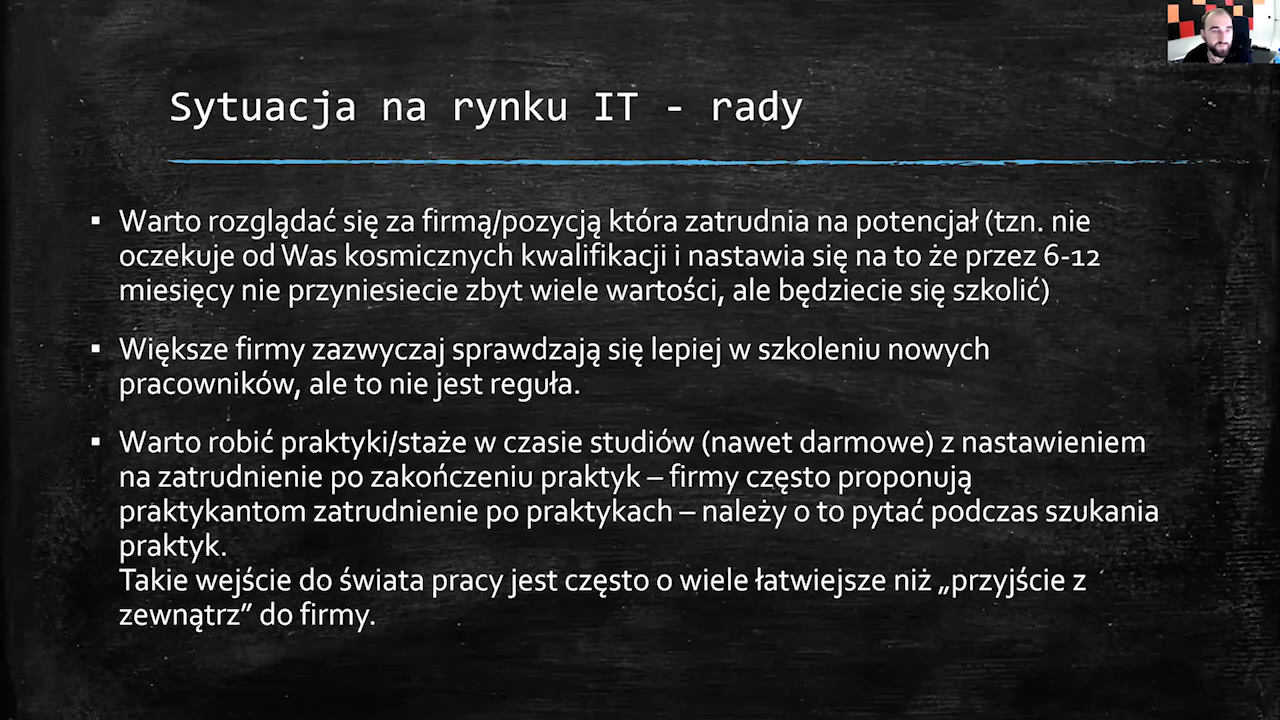 Sytuacja na rynku IT - rady
▪ Warto rozglądać się za firmą/pozycją która zatrudnia na potencjał (tzn. nie
oczekuje od Was kosmicznych kwalifikacji i nastawia się na to że przez 6-12
miesięcy nie przyniesiecie zbyt wiele wartości, ale będziecie się szkolić)
▪ Większe firmy zazwyczaj sprawdzają się lepiej w szkoleniu nowych
pracowników, ale to nie jest reguła.
▪ Warto robić praktyki/staże w czasie studiów (nawet darmowe) z nastawieniem
na zatrudnienie po zakończeniu praktyk – firmy często proponują
praktykantom zatrudnienie po praktykach – należy o to pytać podczas szukania
praktyk.
Takie wejście do świata pracy jest często o wiele łatwiejsze niż „przyjście z
zewnątrz” do firmy.